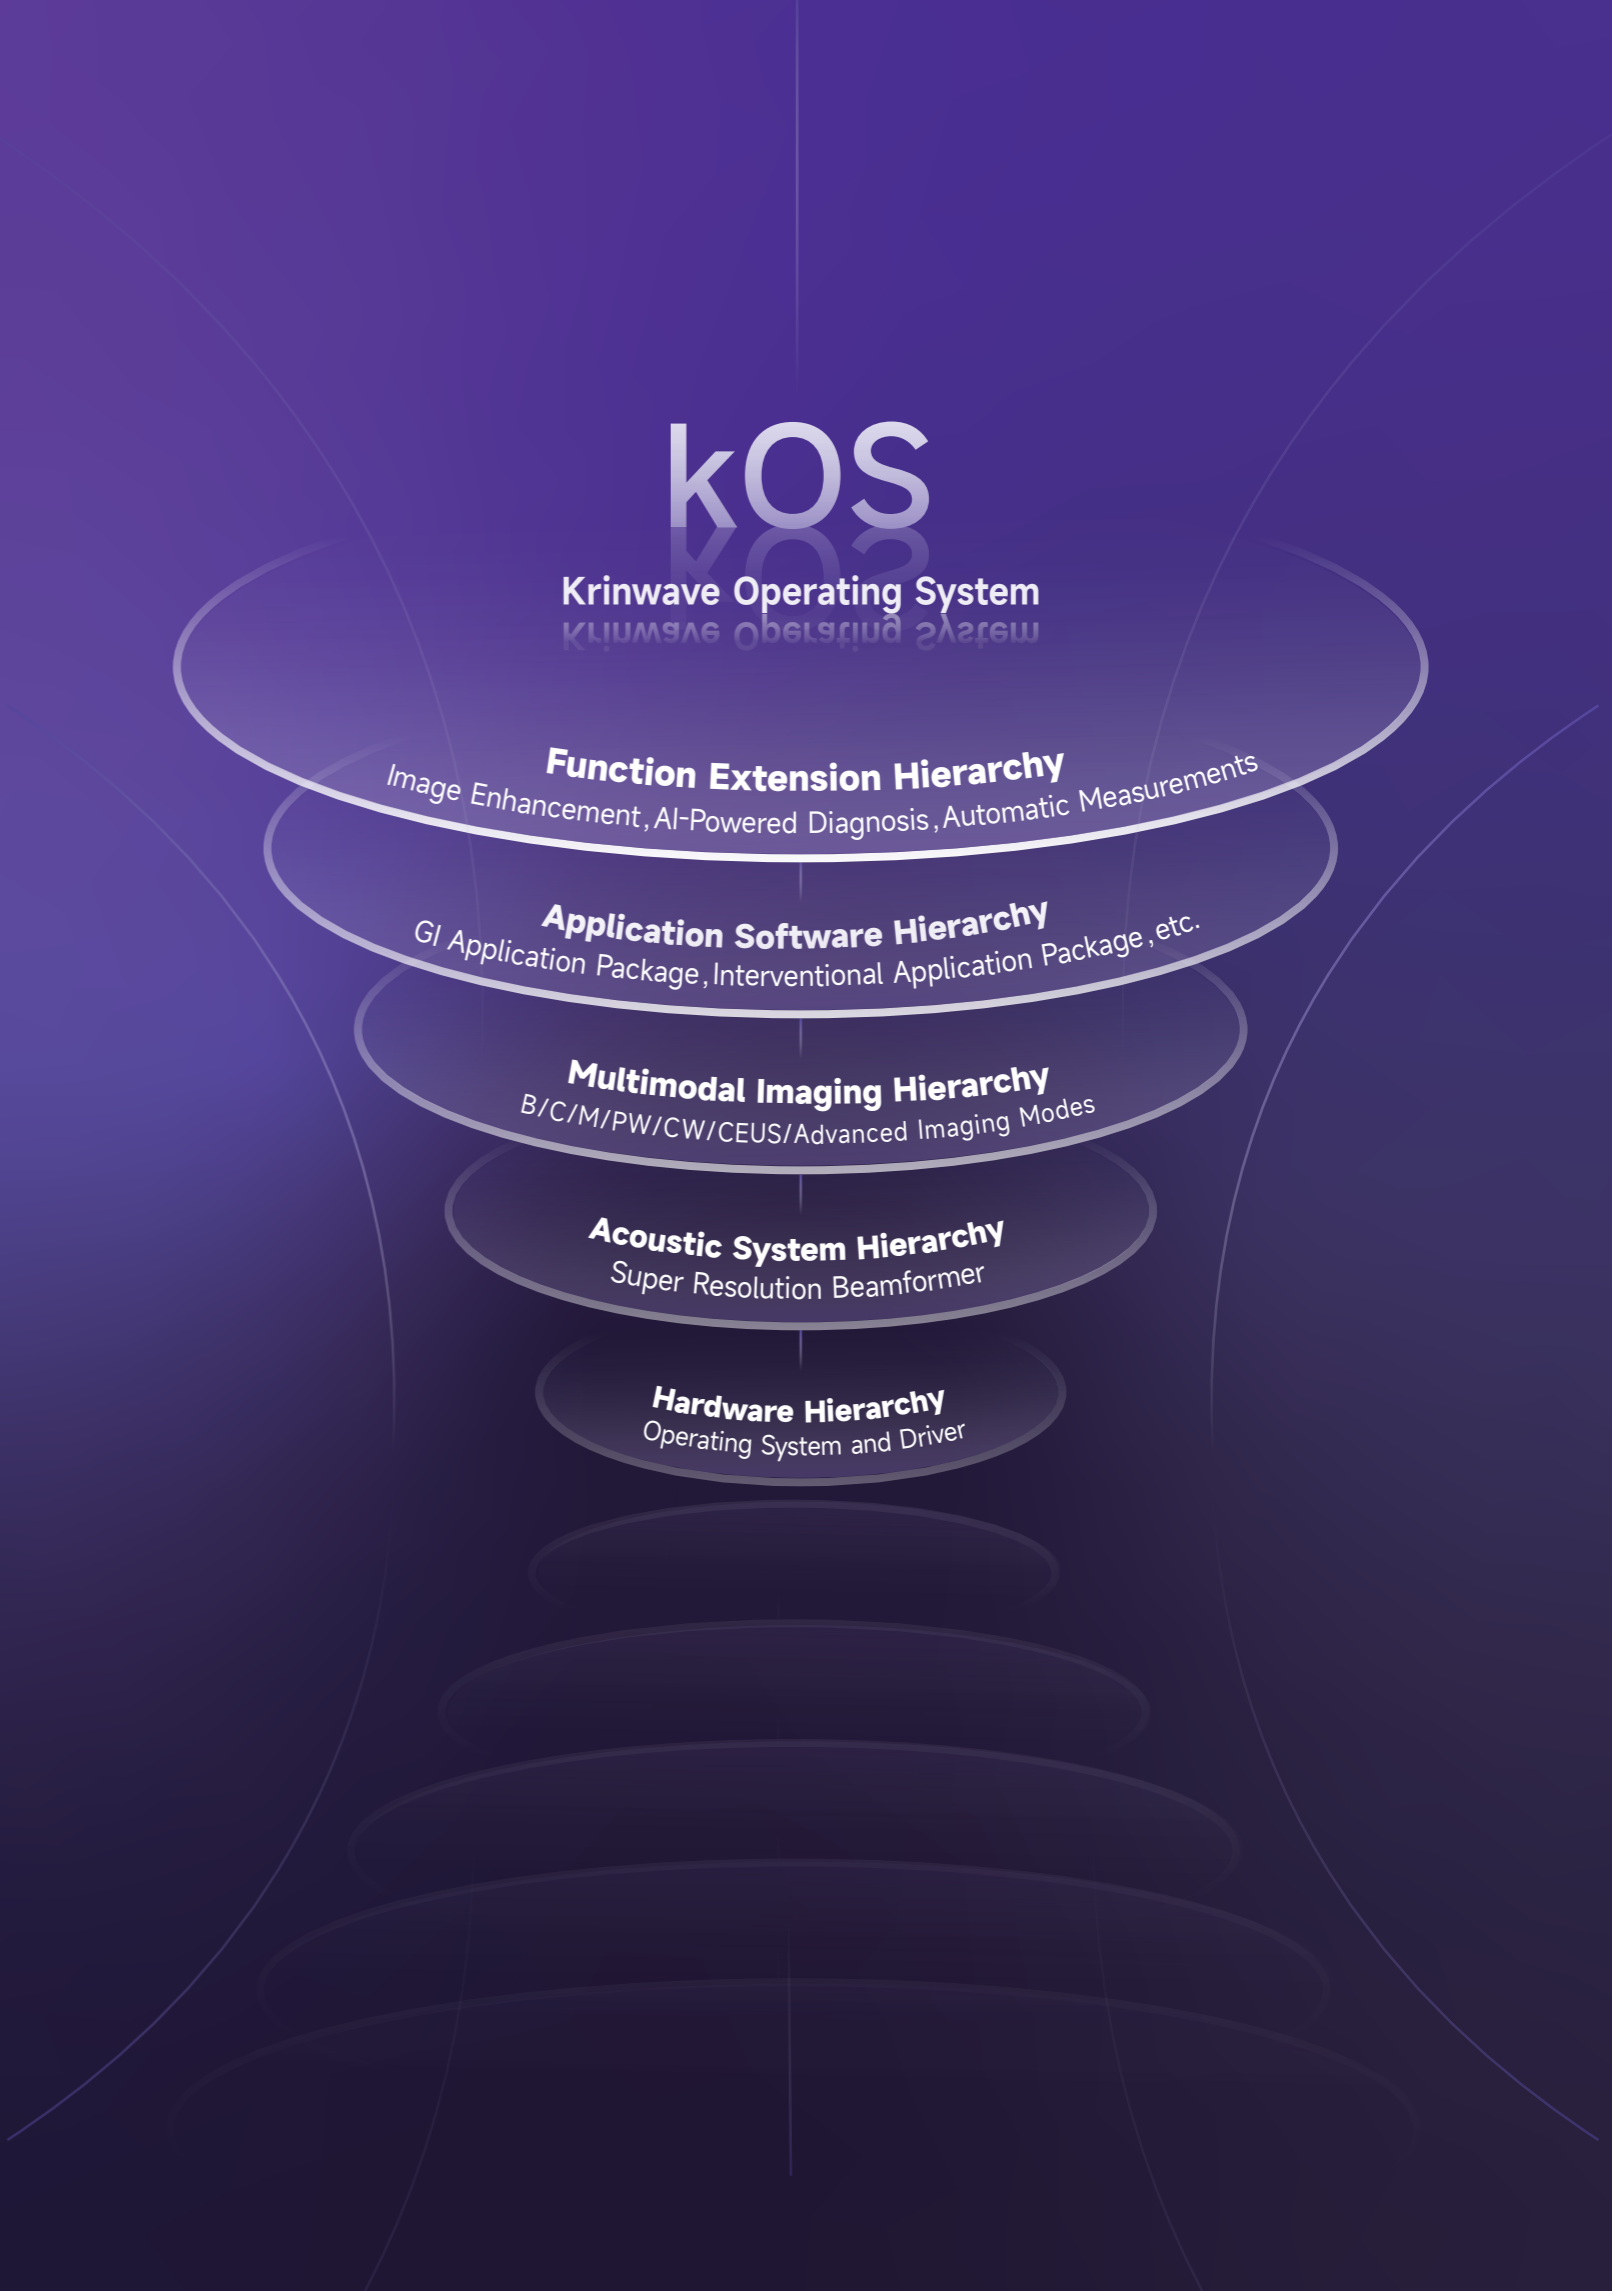 kOS
Krinwave Operating System
Function Extension Hierarchy
Image Enhancement, AI-Powered Diagnosis, Automatic Measurements
Application Software Hierarchy
GI Application Package, Interventional Application Package, etc.
Multimodal Imaging Hierarchy
B/C/M/PW/CW/CEUS/Advanced Imaging Modes
Acoustic System Hierarchy
Super Resolution Beamformer
Hardware Hierarchy
Operating System and Driver